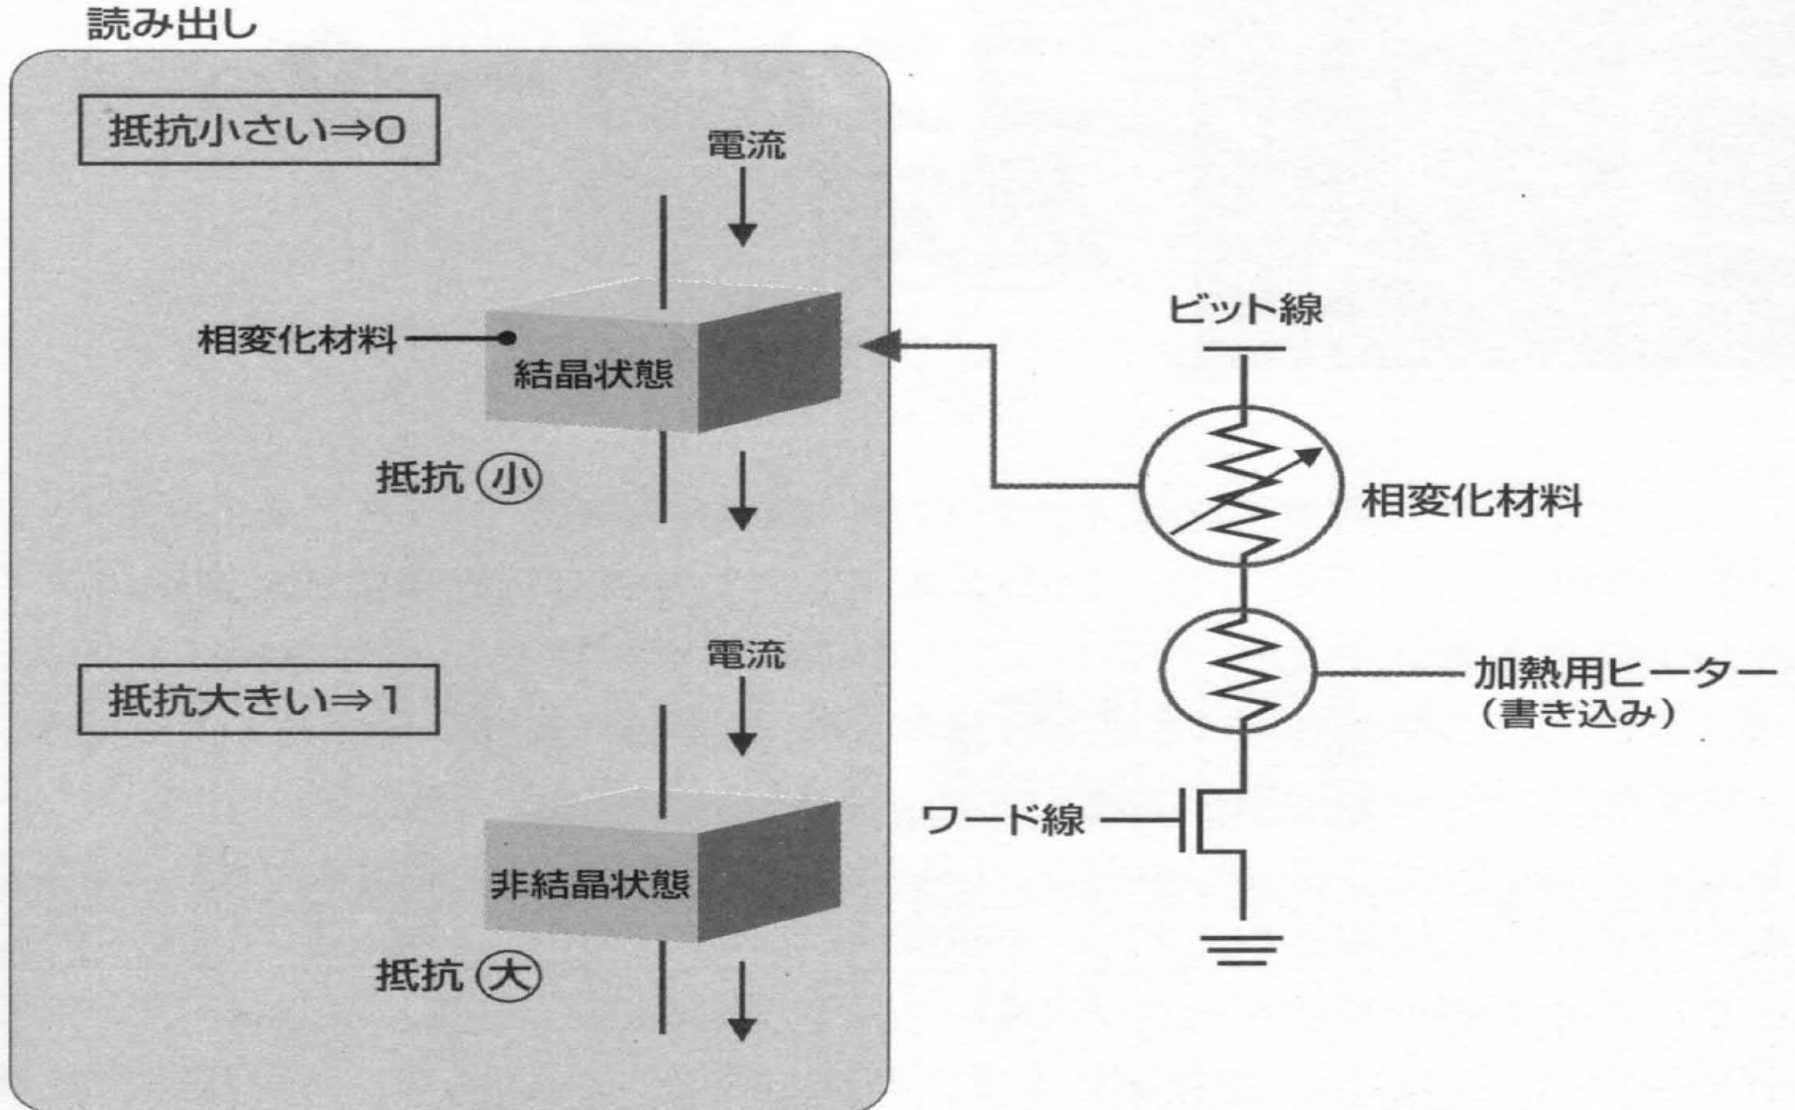 読み出し
抵抗小さい⇒0
電流
相変化材料
結晶状態
抵抗 小
電流
抵抗大きい⇒1
非結晶状態
抵抗 大
ビット線
相変化材料
加熱用ヒーター
(書き込み)
ワード線